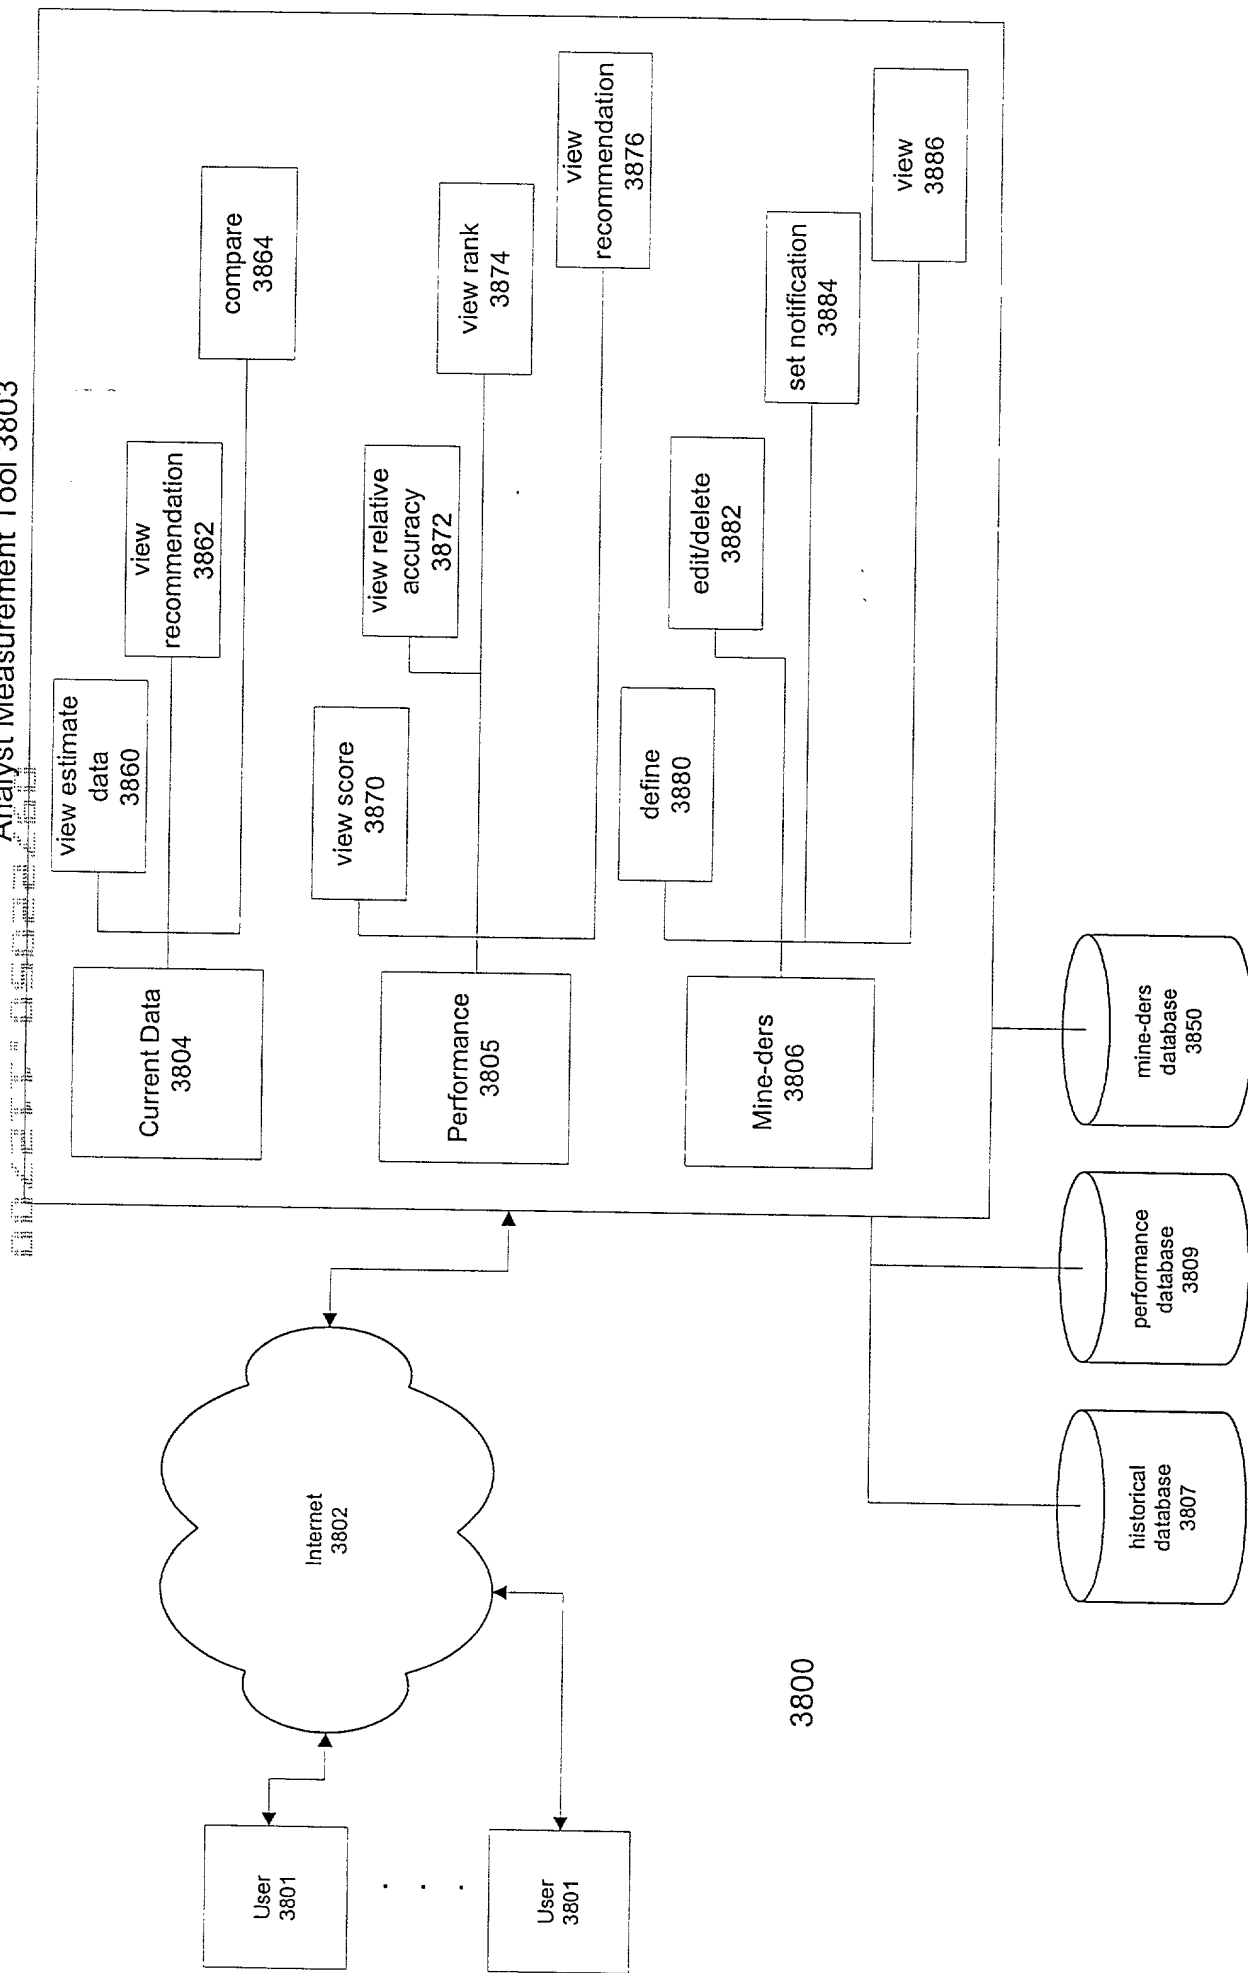 Analyst Measurement Tool 3803
view estimate
data
3860
view
recommendation
3862
compare
3864
Current Data
3804
view score
3870
view relative
accuracy
3872
view rank
3874
view
recommendation
3876
Performance
3805
define
3880
edit/delete
3882
set notification
3884
view
3886
Mine-ders
3806
Internet
3802
User
3801
. . .
User
3801
3800
historical
database
3807
performance
database
3809
mine-ders
database
3850